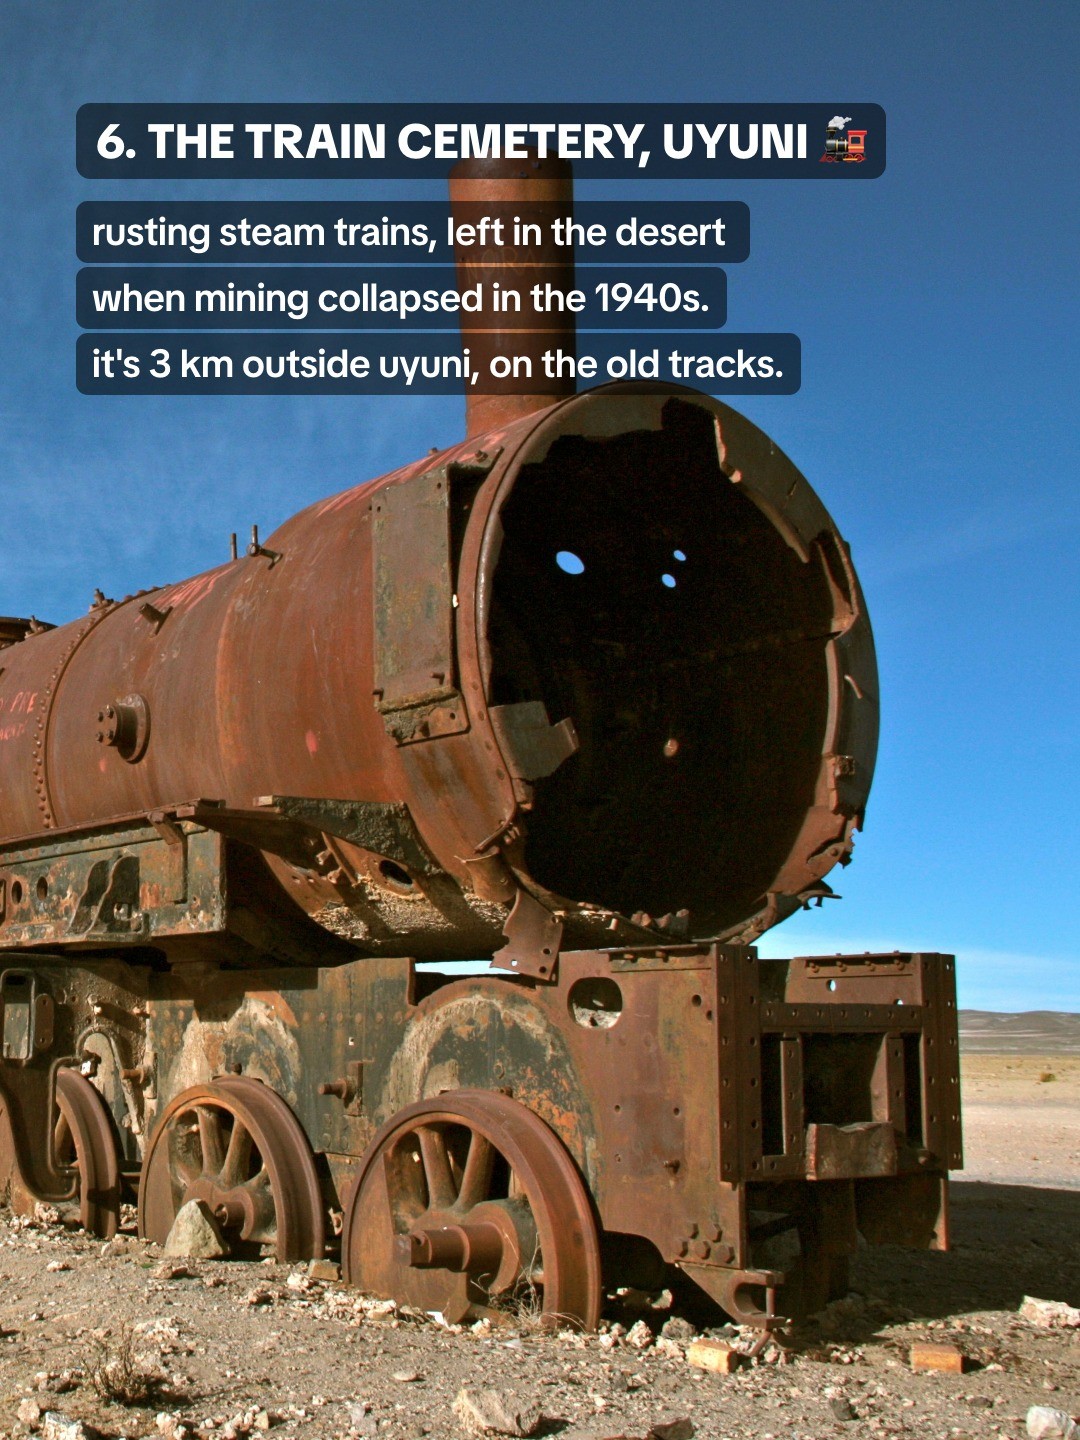 6. THE TRAIN CEMETERY, UYUNI 🚂
rusting steam trains, left in the desert
when mining collapsed in the 1940s.
it's 3 km outside uyuni, on the old tracks.